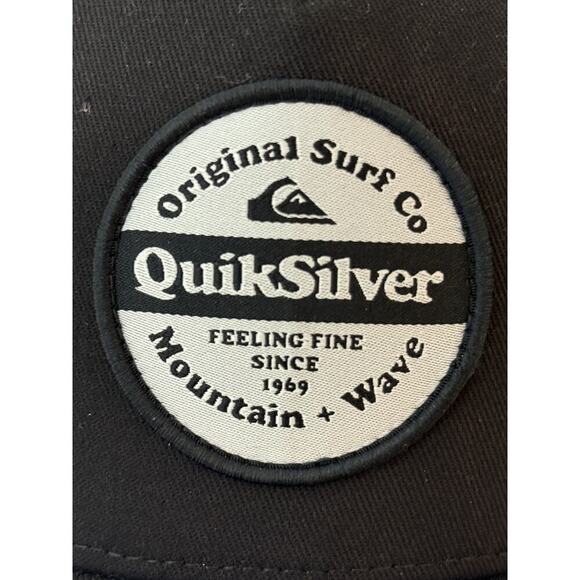 Original Surf Co
QuikSilver
FEELING FINE
SINCE
1969
Mountain + Wave